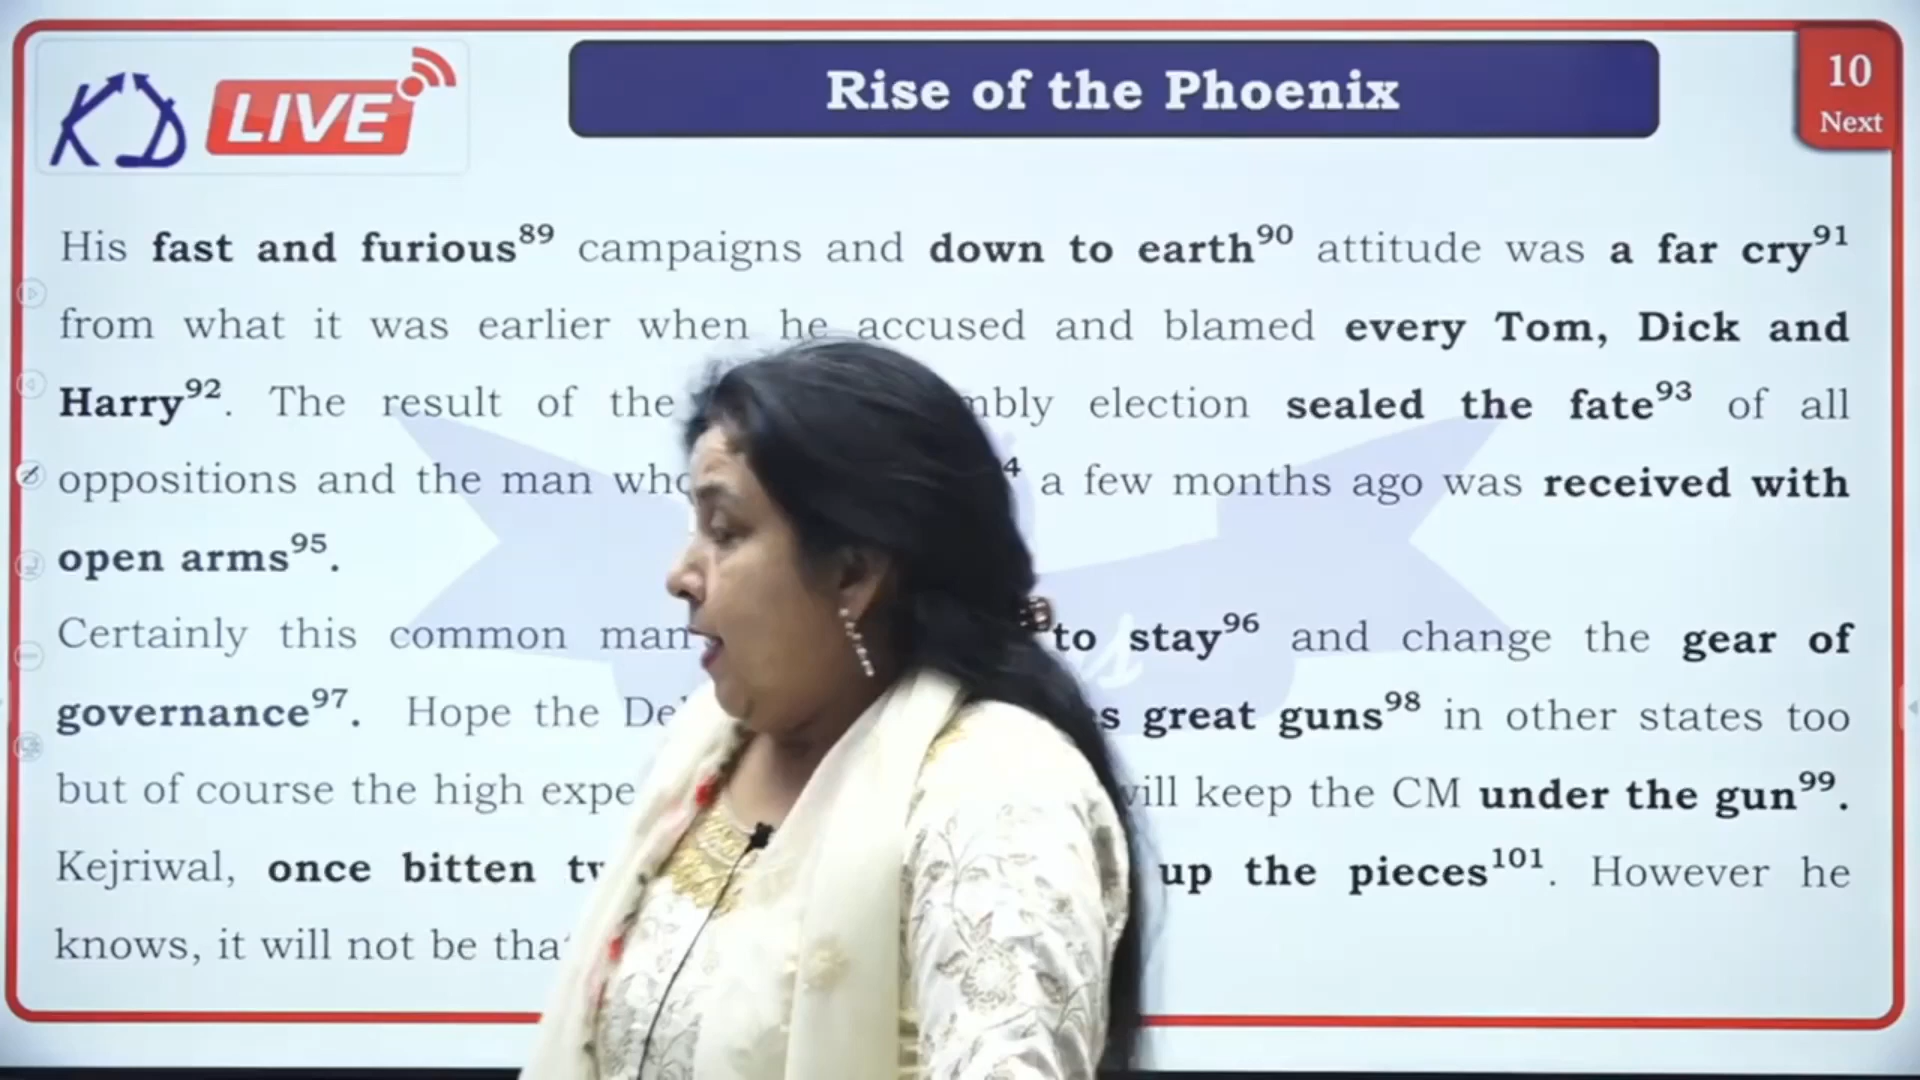 KD LIVE
Rise of the Phoenix
10
Next
His fast and furious⁸⁹ campaigns and down to earth⁹⁰ attitude was a far cry⁹¹
from what it was earlier when he accused and blamed every Tom, Dick and
Harry⁹². The result of the election sealed the fate⁹³ of all
oppositions and the man a few months ago was received with
open arms⁹⁵.
Certainly this common man to stay⁹⁶ and change the gear of
governance⁹⁷. Hope the great guns⁹⁸ in other states too
but of course the high will keep the CM under the gun⁹⁹.
Kejriwal, once bitten up the pieces¹⁰¹. However he
knows, it will not be